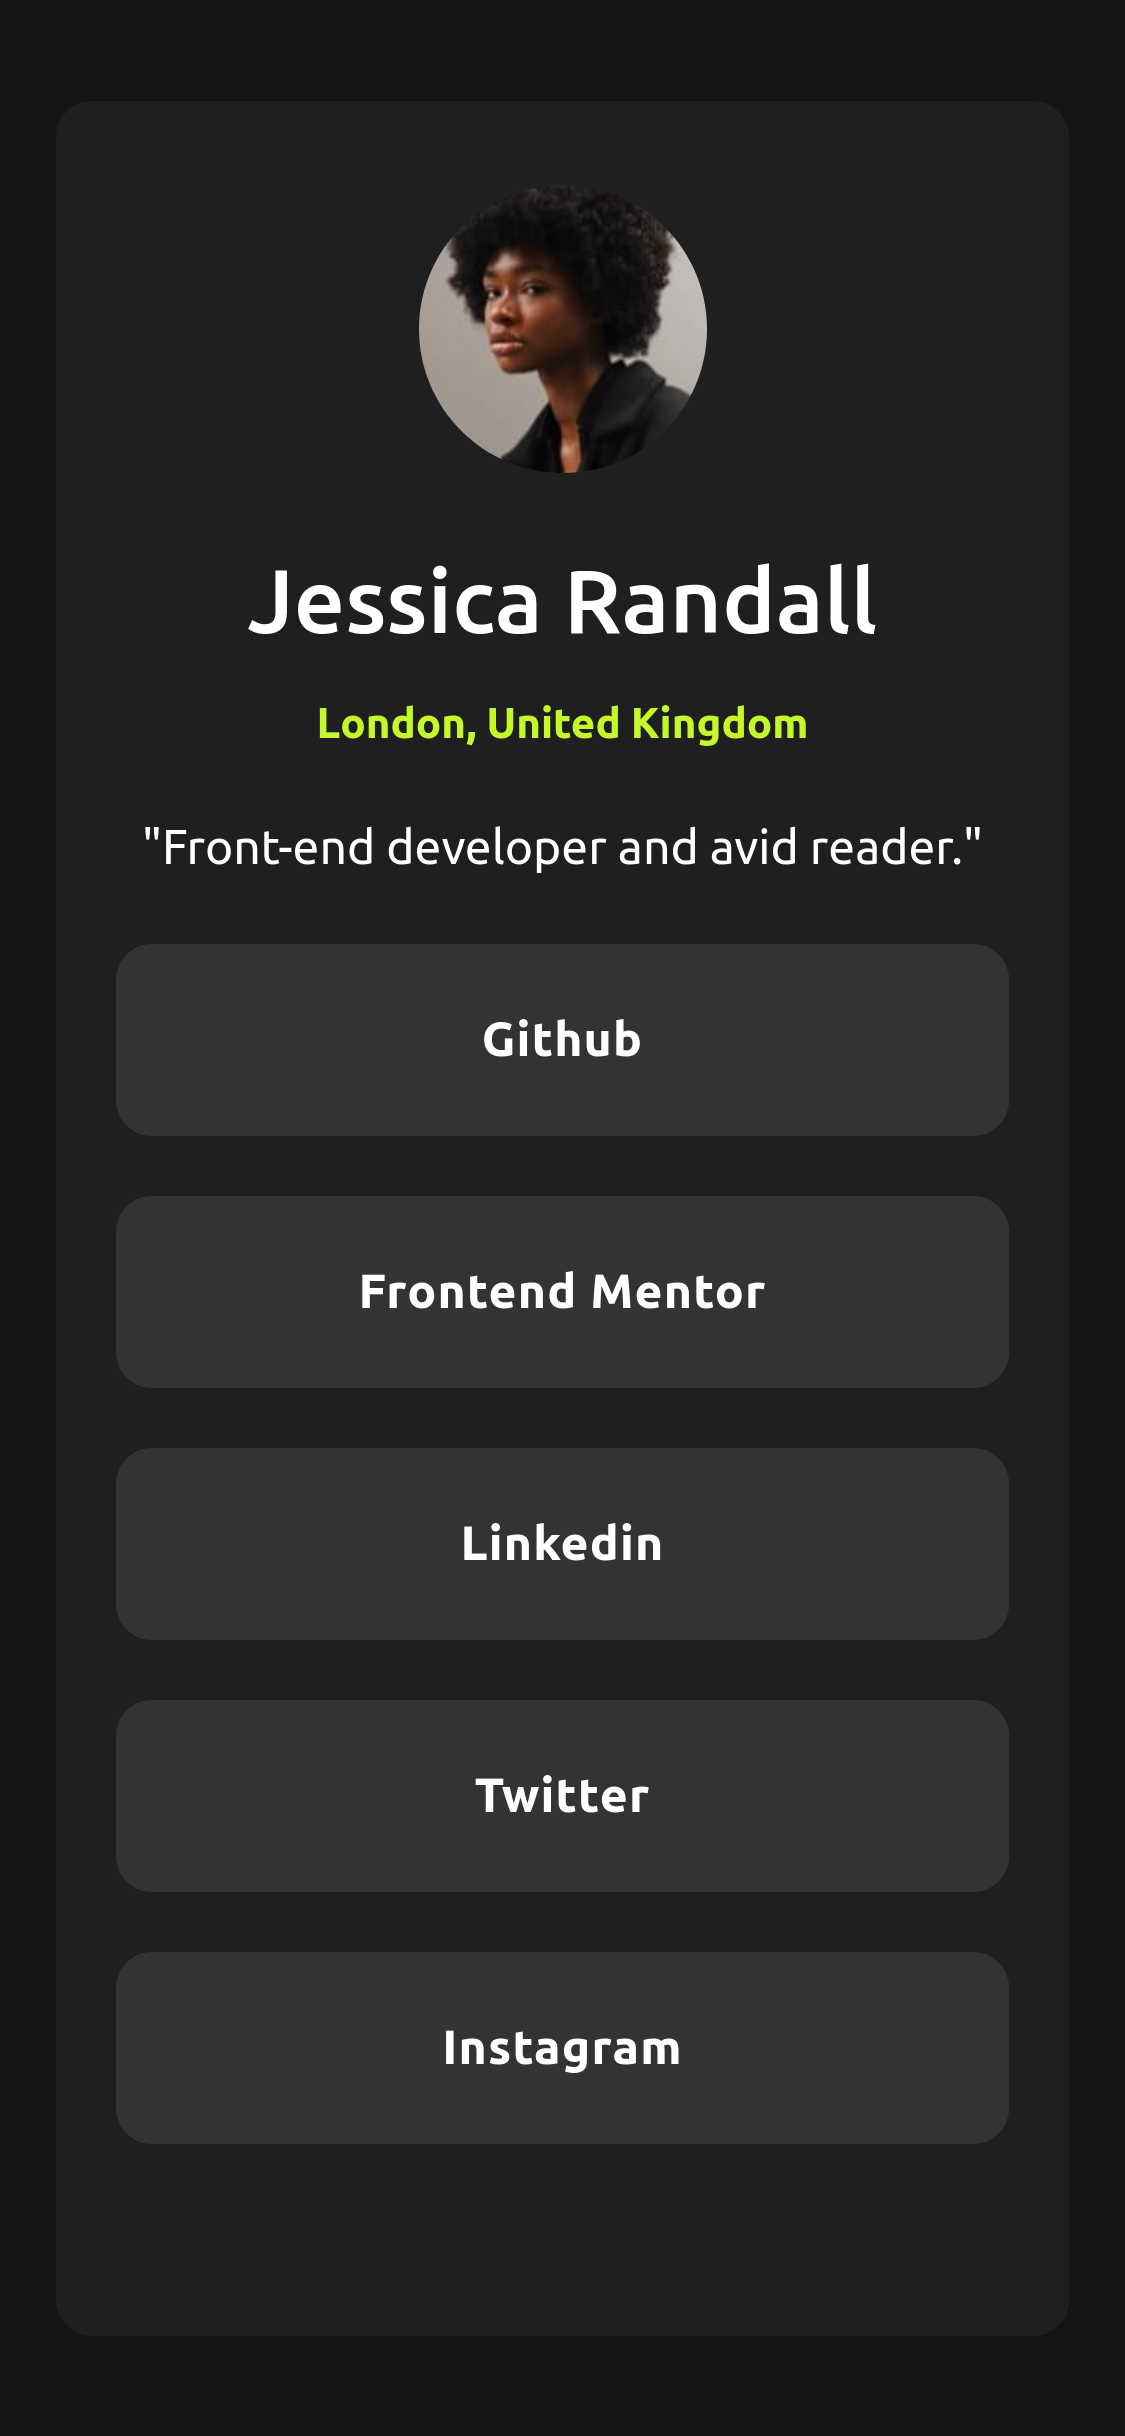 Jessica Randall
London, United Kingdom
"Front-end developer and avid reader."
Github
Frontend Mentor
Linkedin
Twitter
Instagram